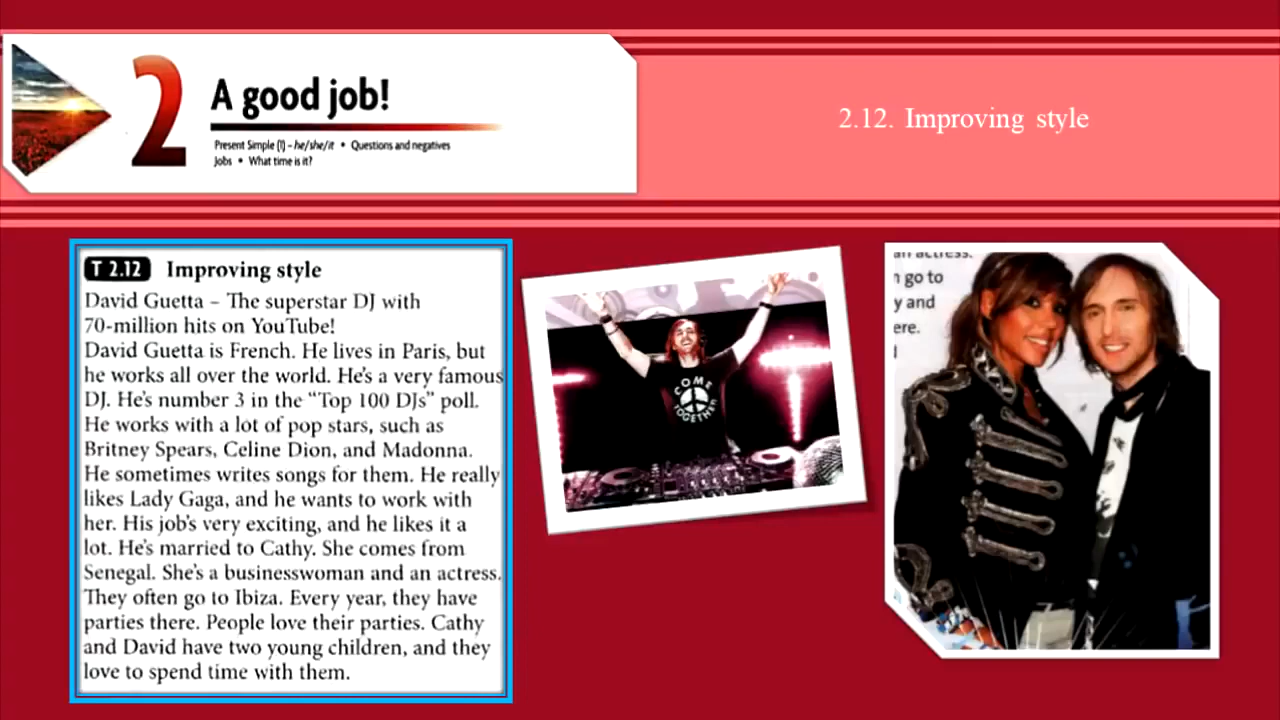 2
A good job!
Present Simple (1) – he/she/it • Questions and negatives
Jobs • What time is it?
2.12. Improving style
T 2.12 Improving style
David Guetta – The superstar DJ with
70-million hits on YouTube!
David Guetta is French. He lives in Paris, but
he works all over the world. He's a very famous
DJ. He's number 3 in the “Top 100 DJs” poll.
He works with a lot of pop stars, such as
Britney Spears, Celine Dion, and Madonna.
He sometimes writes songs for them. He really
likes Lady Gaga, and he wants to work with
her. His job's very exciting, and he likes it a
lot. He's married to Cathy. She comes from
Senegal. She's a businesswoman and an actress.
They often go to Ibiza. Every year, they have
parties there. People love their parties. Cathy
and David have two young children, and they
love to spend time with them.
COME
TOGETHER
an actress.
go to
y and
ere.